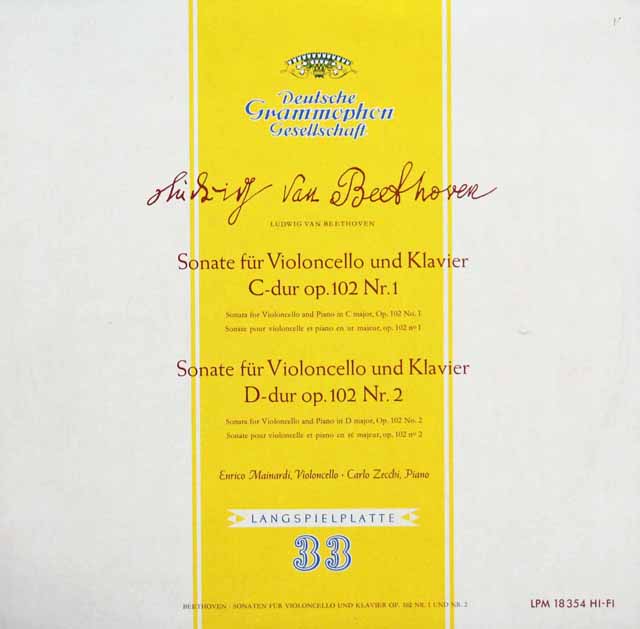 Deutsche
Grammophon
Gesellschaft
Ludwig van Beethoven
LUDWIG VAN BEETHOVEN
Sonate für Violoncello und Klavier
C-dur op. 102 Nr. 1
Sonata for Violoncello and Piano in C major, Op. 102 No. 1
Sonate pour violoncelle et piano en ut majeur, op. 102 nº 1
Sonate für Violoncello und Klavier
D-dur op. 102 Nr. 2
Sonata for Violoncello and Piano in D major, Op. 102 No. 2
Sonate pour violoncelle et piano en ré majeur, op. 102 nº 2
Enrico Mainardi, Violoncello · Carlo Zecchi, Piano
LANGSPIELPLATTE
33
BEETHOVEN · SONATEN FÜR VIOLONCELLO UND KLAVIER OP. 102 NR. 1 UND NR. 2
LPM 18 354 HI-FI